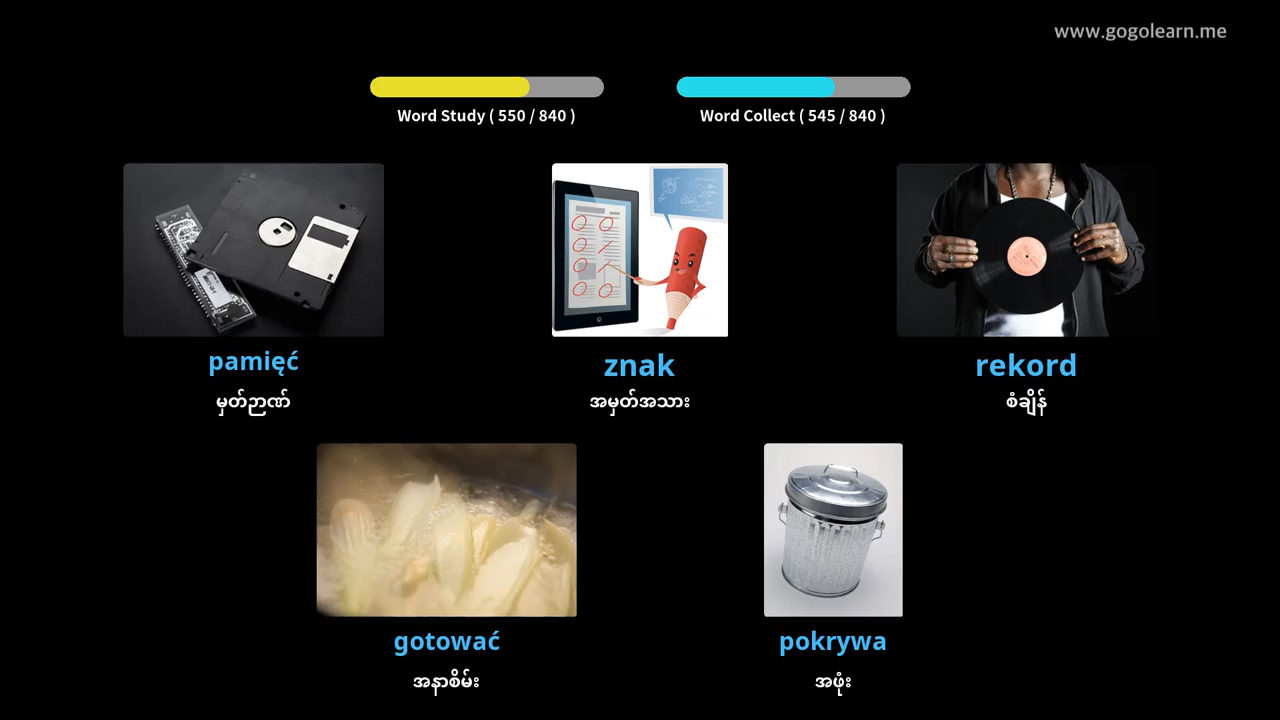 www.gogolearn.me
Word Study ( 550 / 840 )
Word Collect ( 545 / 840 )
pamięć
မှတ်ဉာဏ်
znak
အမှတ်အသား
rekord
စံချိန်
gotować
အနာစိမ်း
pokrywa
အဖုံး